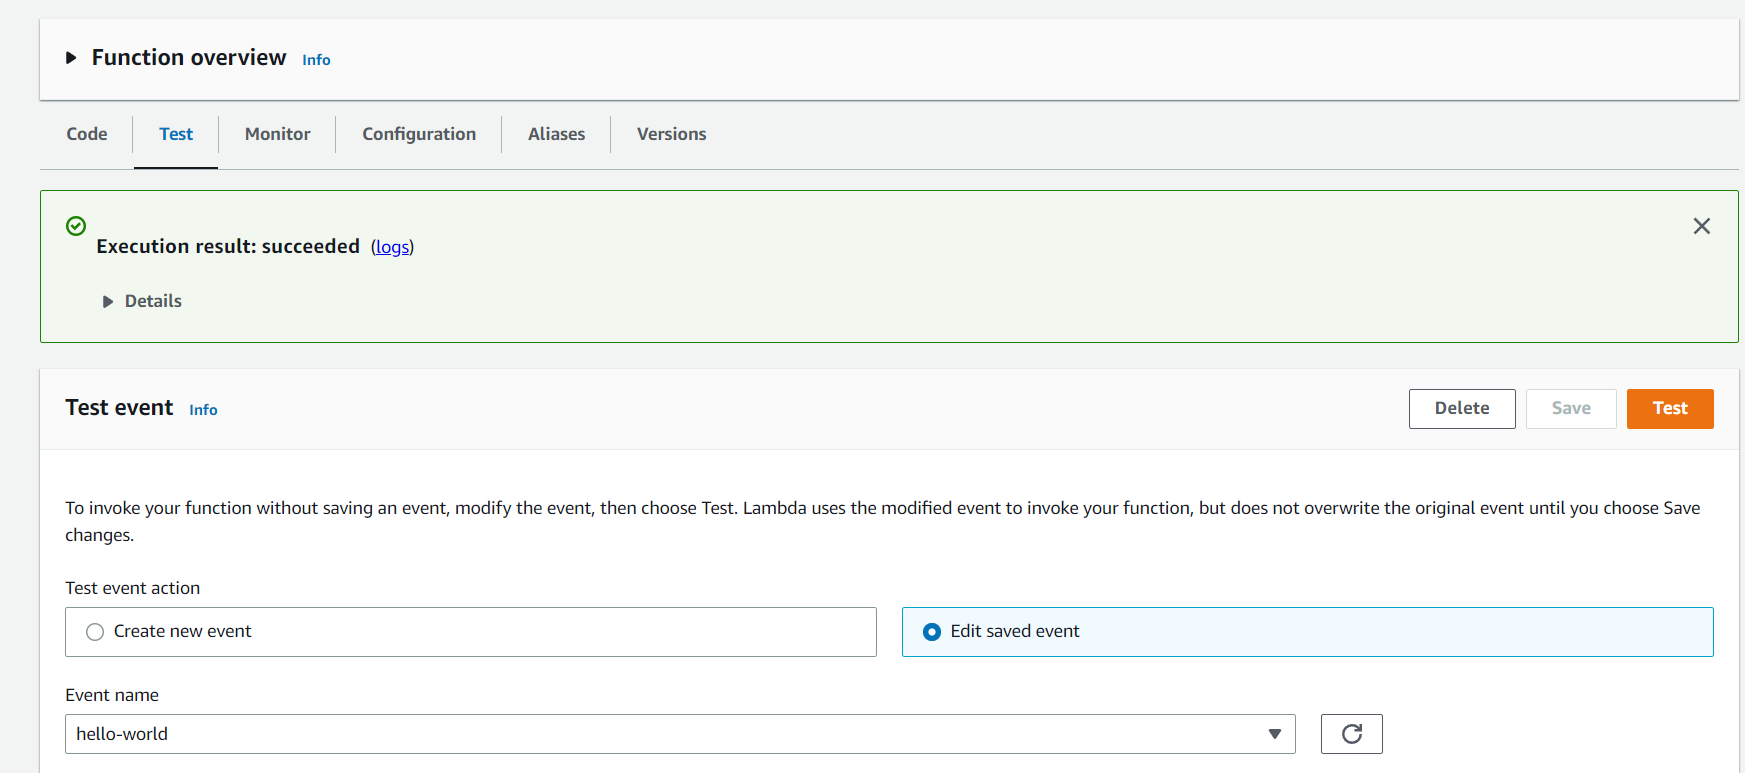 Function overview Info
Code Test Monitor Configuration Aliases Versions
Execution result: succeeded (logs)
Details
Test event Info
Delete Save Test
To invoke your function without saving an event, modify the event, then choose Test. Lambda uses the modified event to invoke your function, but does not overwrite the original event until you choose Save
changes.
Test event action
Create new event Edit saved event
Event name
hello-world